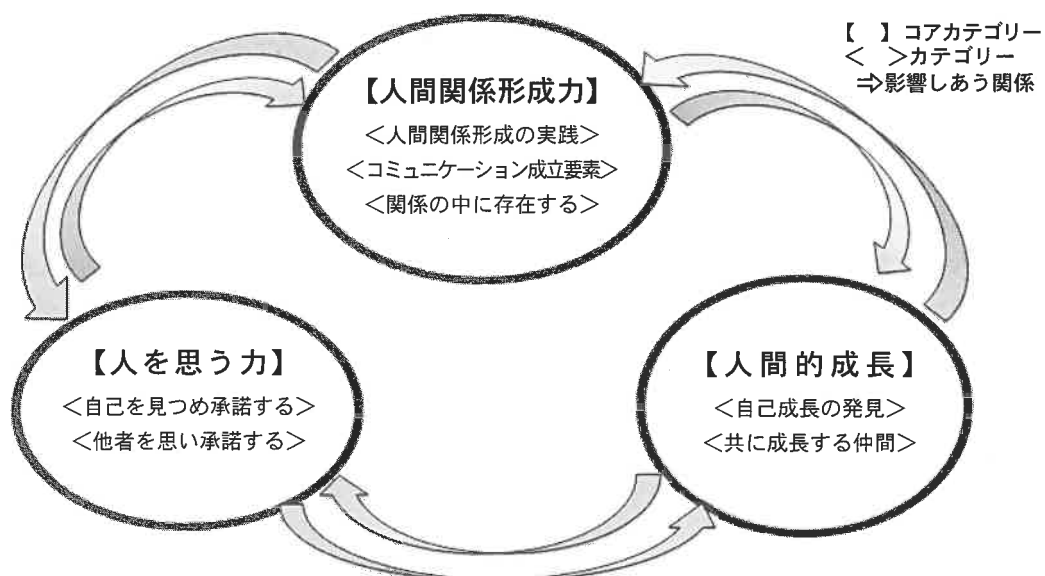 【　】コアカテゴリー
＜　＞カテゴリー
⇒影響しあう関係
【人間関係形成力】
＜人間関係形成の実践＞
＜コミュニケーション成立要素＞
＜関係の中に存在する＞
【人を思う力】
＜自己を見つめ承諾する＞
＜他者を思い承諾する＞
【人間的成長】
＜自己成長の発見＞
＜共に成長する仲間＞